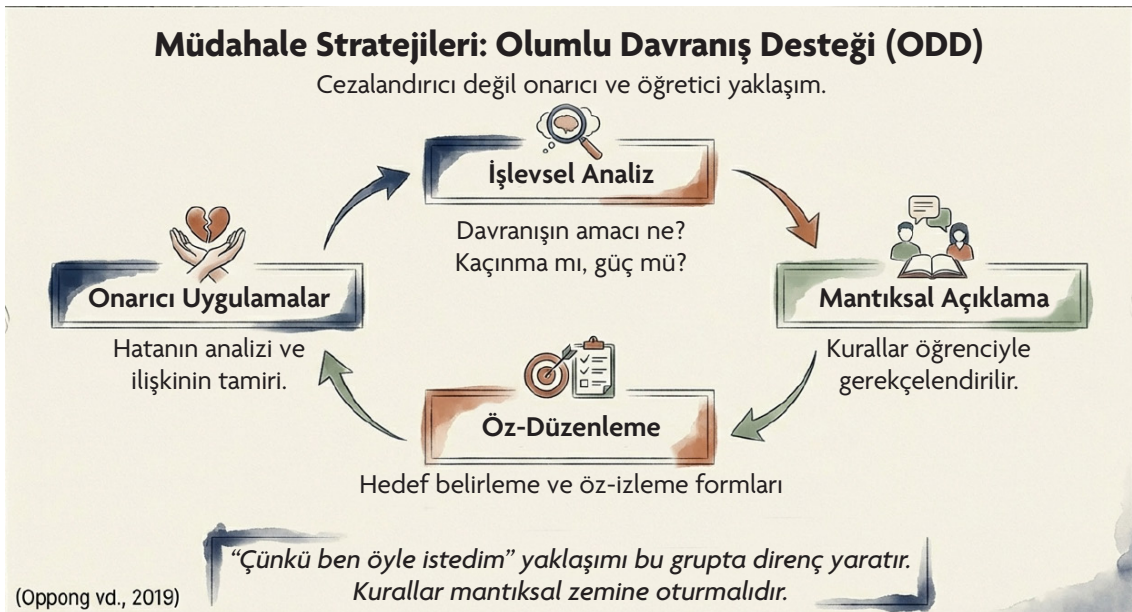 Müdahale Stratejileri: Olumlu Davranış Desteği (ODD)
Cezalandırıcı değil onarıcı ve öğretici yaklaşım.
İşlevsel Analiz
Davranışın amacı ne?
Kaçınma mı, güç mü?
Mantıksal Açıklama
Kurallar öğrenciyle
gerekçelendirilir.
Öz-Düzenleme
Hedef belirleme ve öz-izleme formları
Onarıcı Uygulamalar
Hatanın analizi ve
ilişkinin tamiri.
“Çünkü ben öyle istedim” yaklaşımı bu grupta direnç yaratır.
Kurallar mantıksal zemine oturmalıdır.
(Oppong vd., 2019)